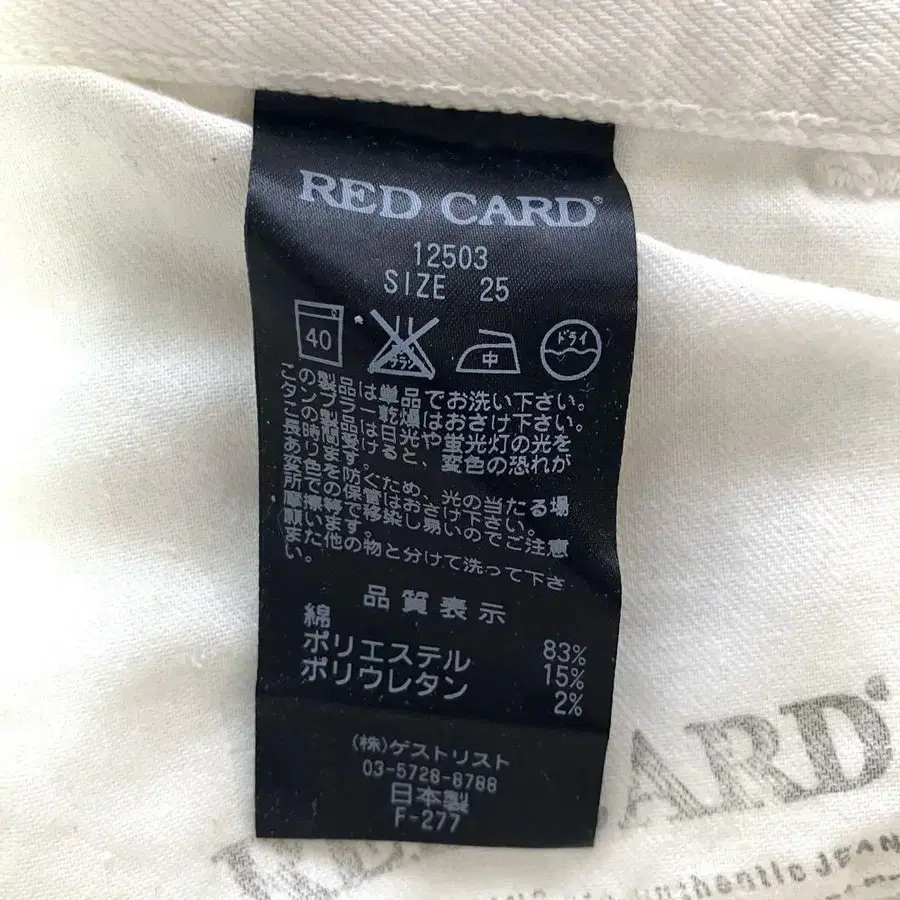 RED CARD®
12503
SIZE 25
40
中
ドライ
この製品は単品でお洗い下さい。
タンブラー乾燥はおさけ下さい。
この製品は日光や蛍光灯の光を
長時間受けると、変色の恐れが
あります。
変色を防ぐため、光の当たる場
所での保管はおさけ下さい。
摩擦等で移染し易いのでご注意
願います。
また他の物と分けて洗って下さ
い。
品質表示
綿 83%
ポリエステル 15%
ポリウレタン 2%
(株)ゲストリスト
03-5728-8788
日本製
F-277
CARD®
authentic JEAN